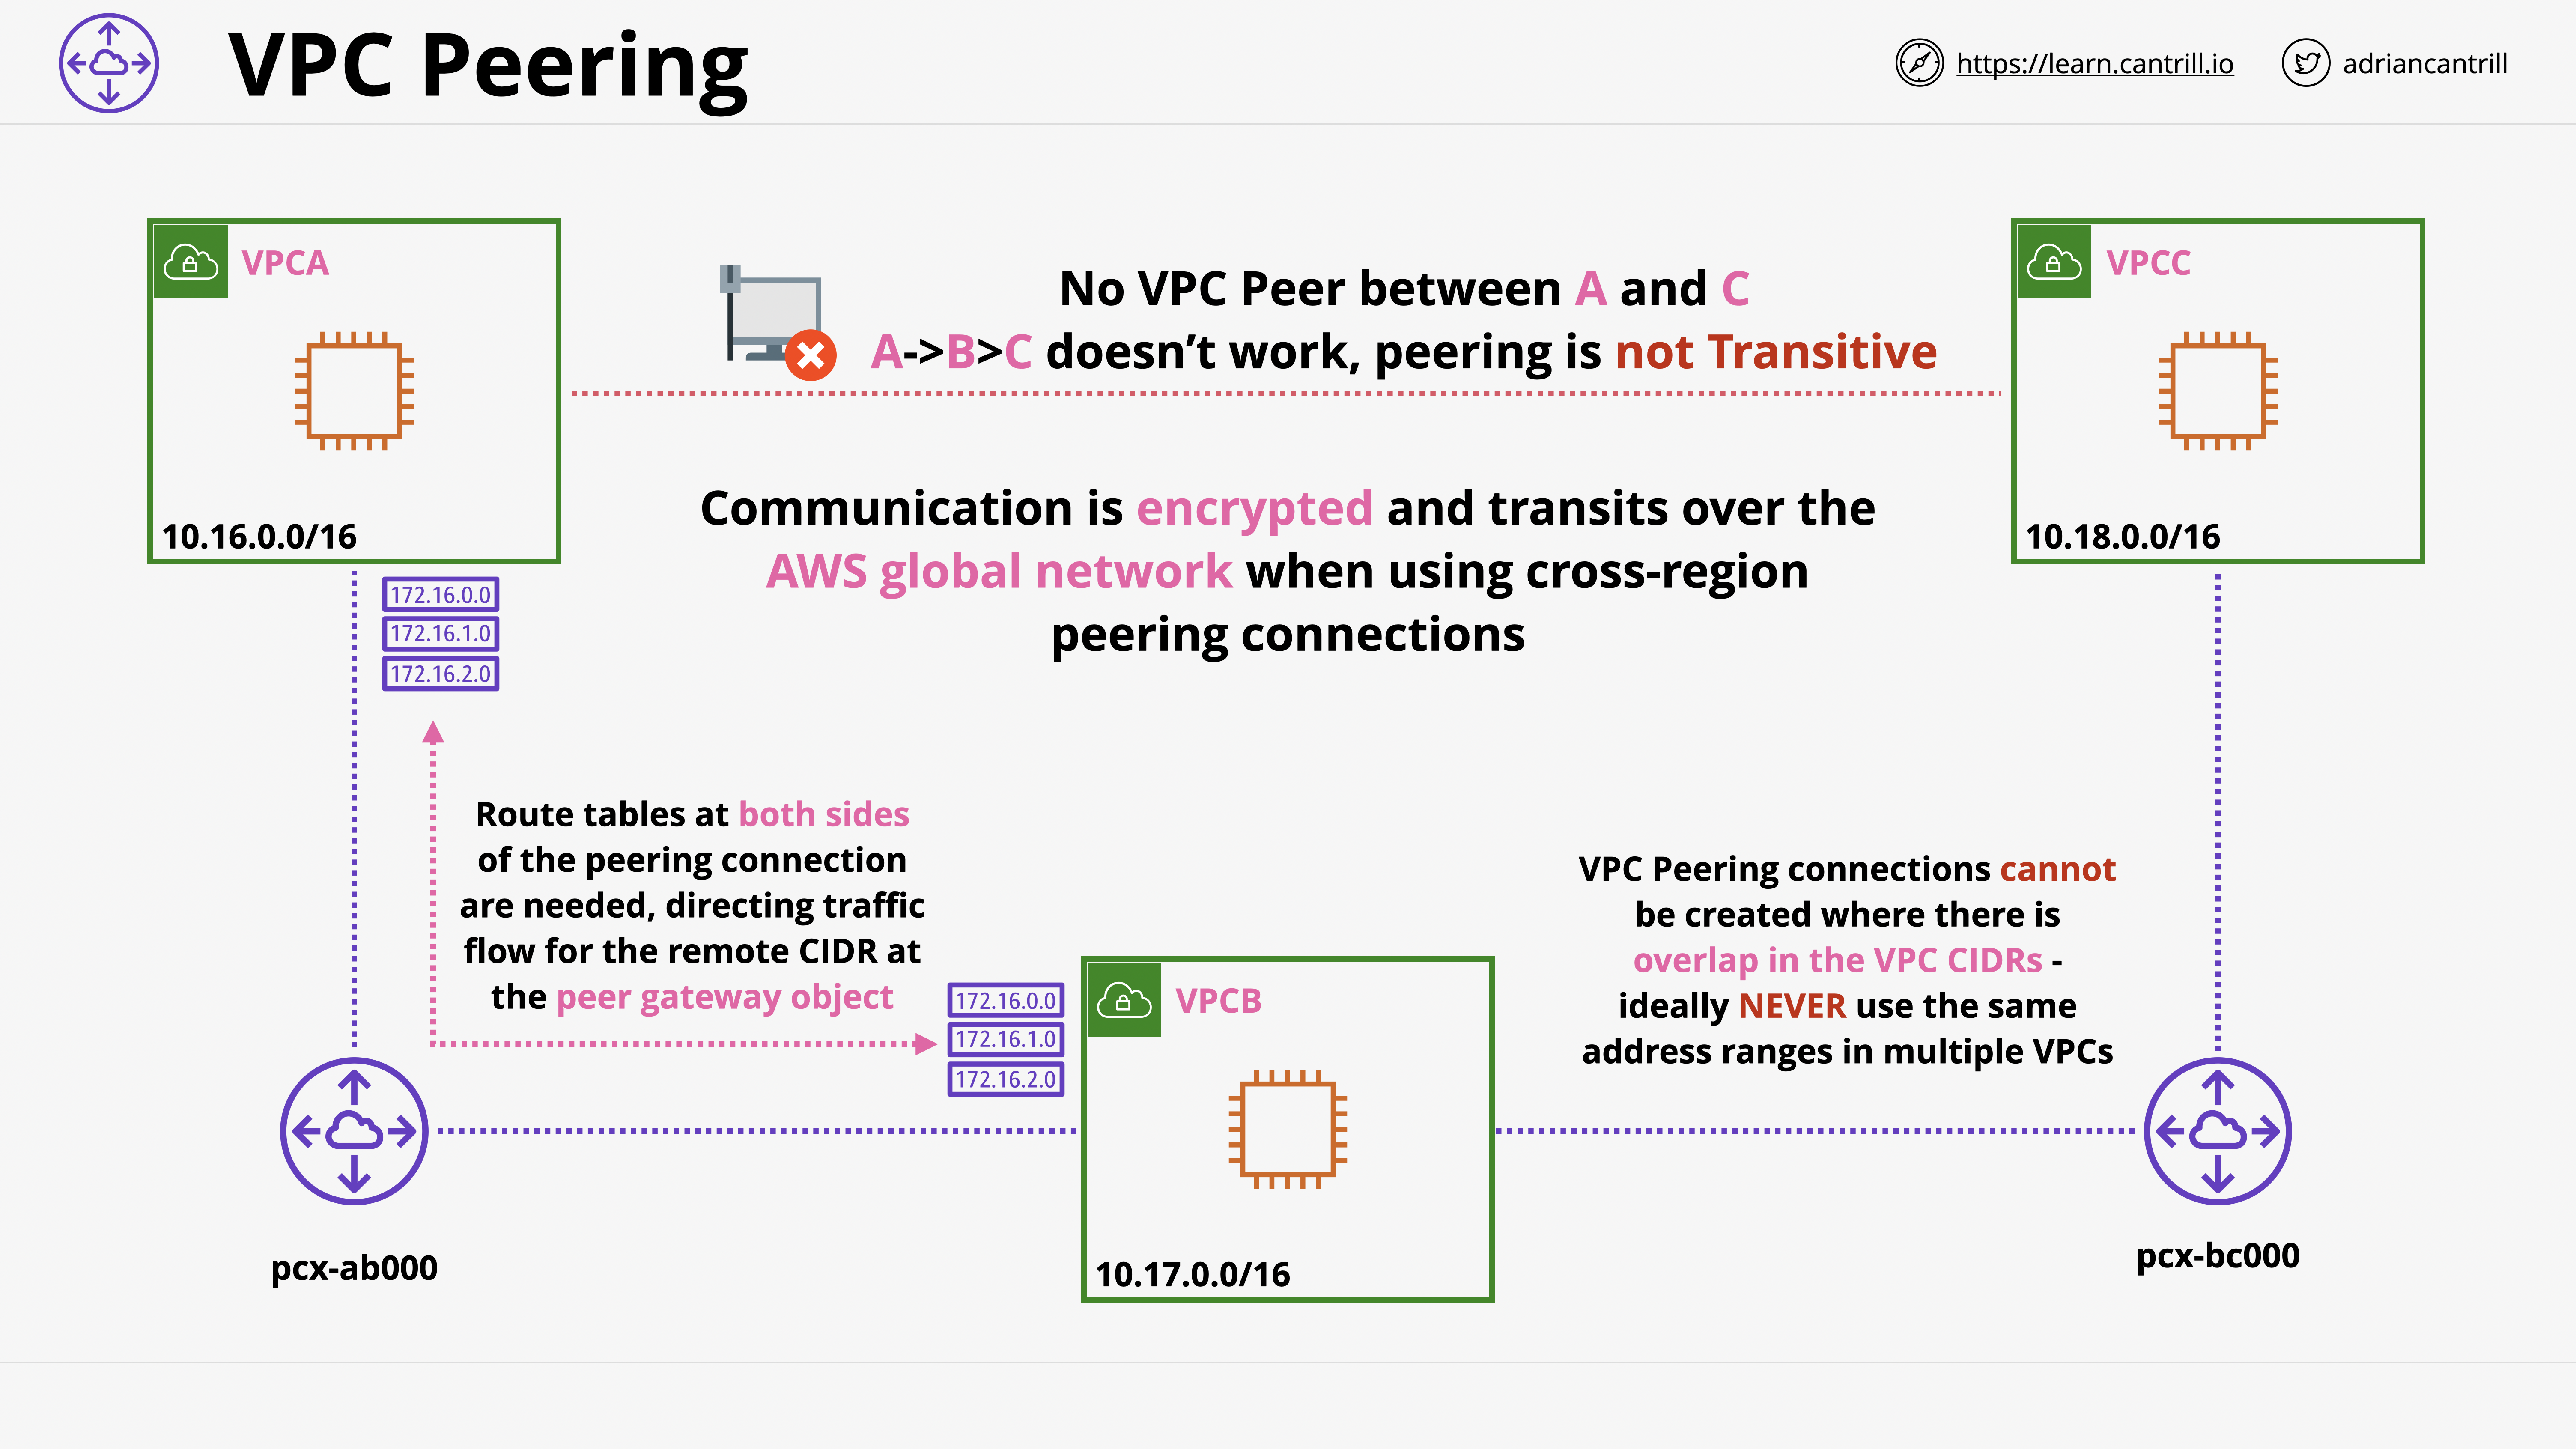 VPC Peering
https://learn.cantrill.io
adriancantrill
VPCA
10.16.0.0/16
No VPC Peer between A and C
A->B>C doesn’t work, peering is not Transitive
VPCC
10.18.0.0/16
Communication is encrypted and transits over the
AWS global network when using cross-region
peering connections
172.16.0.0
172.16.1.0
172.16.2.0
Route tables at both sides
of the peering connection
are needed, directing traffic
flow for the remote CIDR at
the peer gateway object
172.16.0.0
172.16.1.0
172.16.2.0
VPCB
10.17.0.0/16
VPC Peering connections cannot
be created where there is
overlap in the VPC CIDRs -
ideally NEVER use the same
address ranges in multiple VPCs
pcx-ab000
pcx-bc000